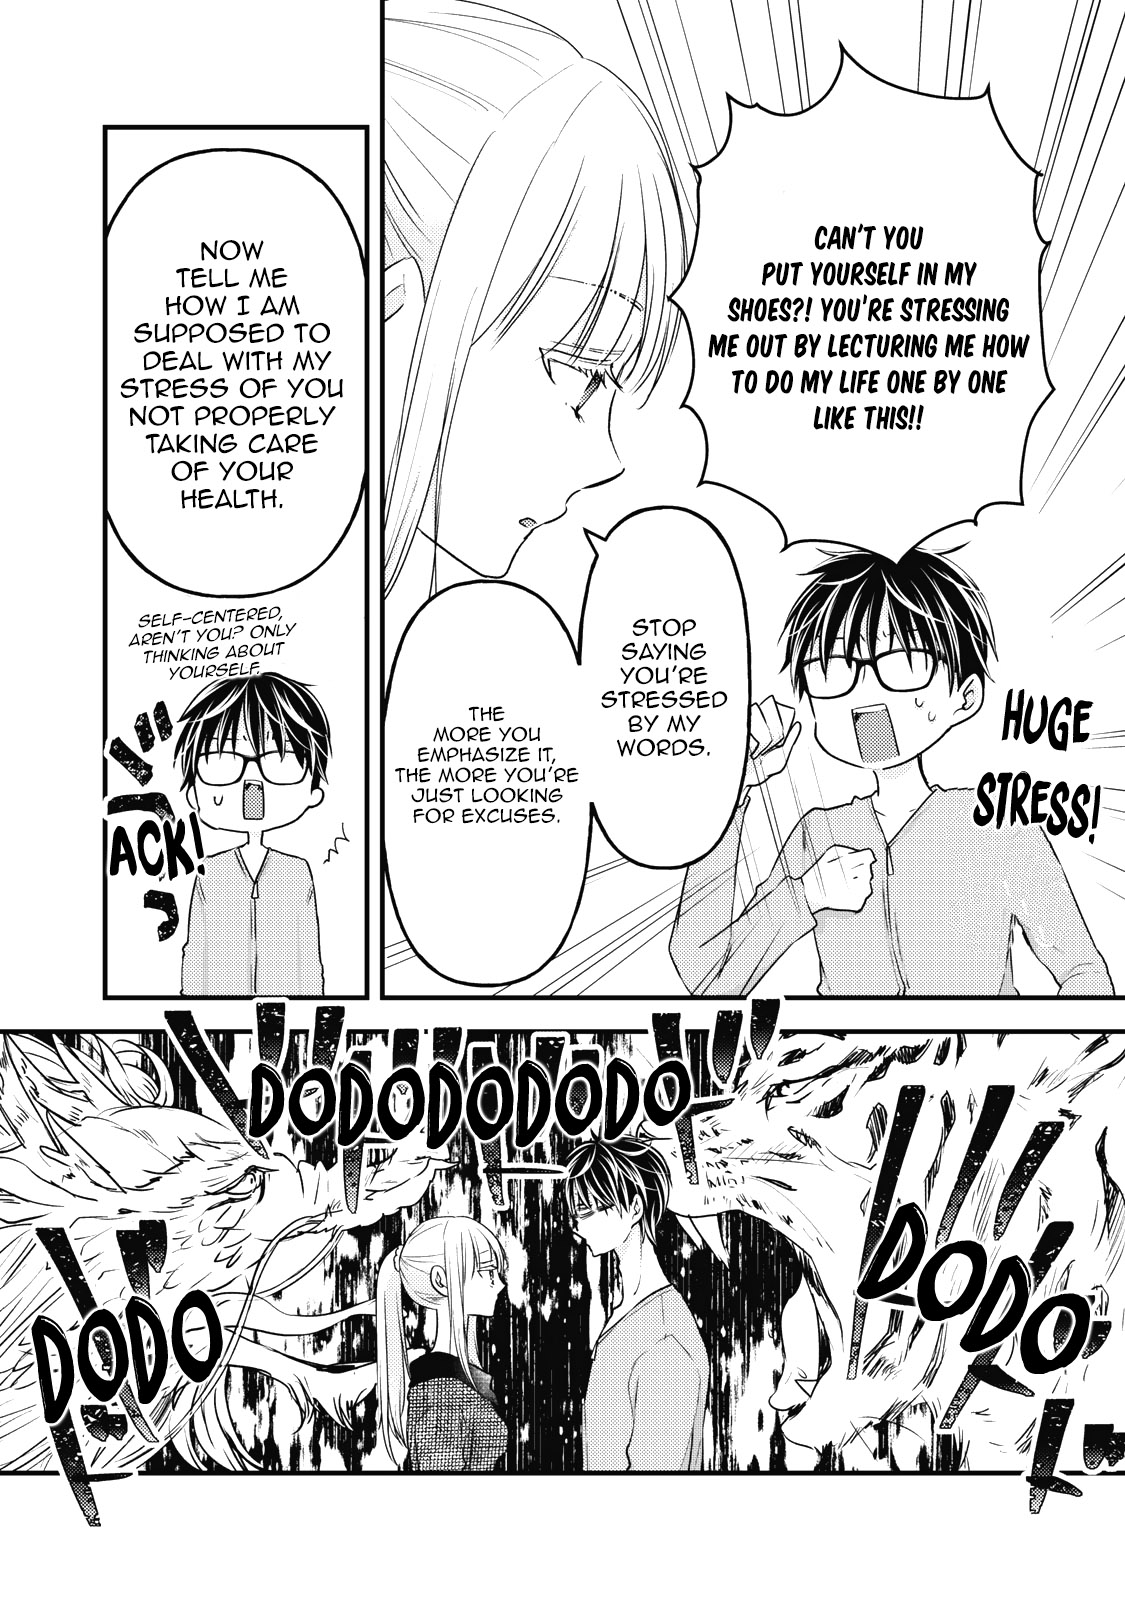 CAN'T YOU
PUT YOURSELF IN MY
SHOES?! YOU'RE STRESSING
ME OUT BY LECTURING ME HOW
TO DO MY LIFE ONE BY ONE
LIKE THIS!!
HUGE
STRESS!
STOP
SAYING
YOU'RE
STRESSED
BY MY
WORDS.
THE
MORE YOU
EMPHASIZE IT,
THE MORE YOU'RE
JUST LOOKING
FOR EXCUSES.
NOW
TELL ME
HOW I AM
SUPPOSED TO
DEAL WITH MY
STRESS OF YOU
NOT PROPERLY
TAKING CARE
OF YOUR
HEALTH.
SELF-CENTERED,
AREN'T YOU? ONLY
THINKING ABOUT
YOURSELF.
ACK!
DODODODODO
DODO
DODO